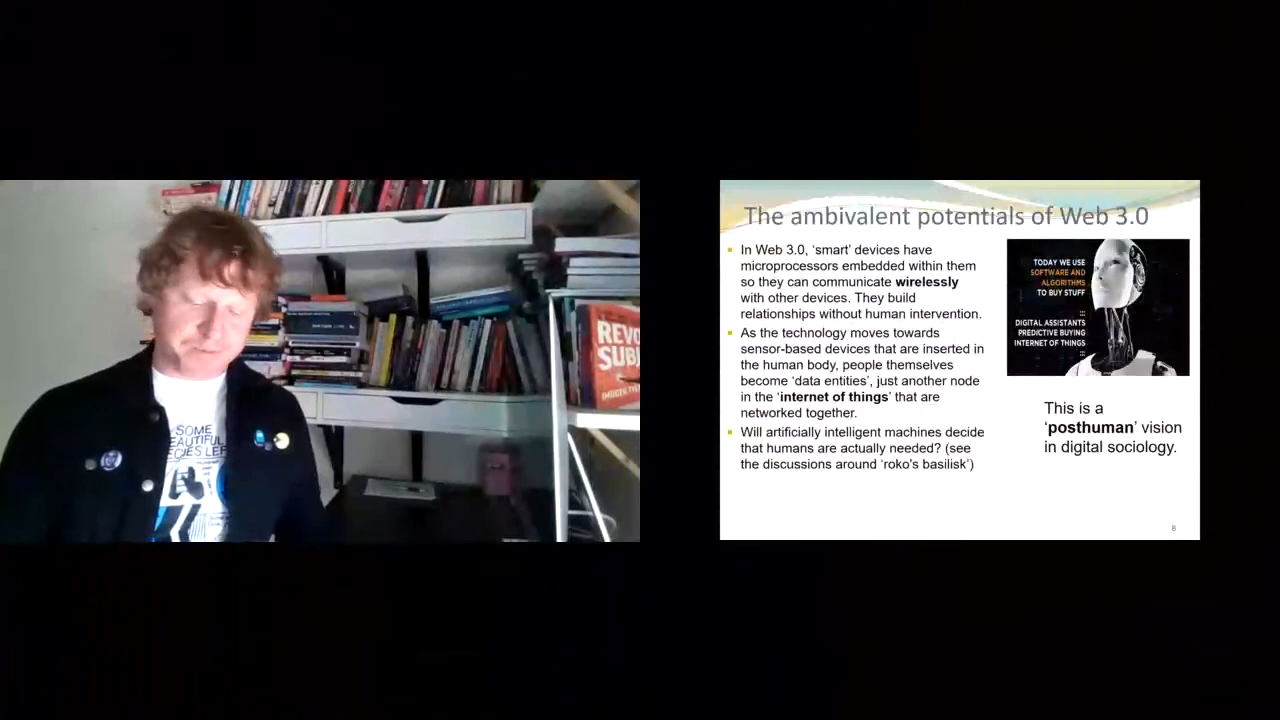 SOME
BEAUTIFUL
SPECIES LEF
REVO
SUBJ
IMOGEN TY
The ambivalent potentials of Web 3.0
In Web 3.0, ‘smart’ devices have
microprocessors embedded within them
so they can communicate wirelessly
with other devices. They build
relationships without human intervention.
As the technology moves towards
sensor-based devices that are inserted in
the human body, people themselves
become ‘data entities’, just another node
in the ‘internet of things’ that are
networked together.
Will artificially intelligent machines decide
that humans are actually needed? (see
the discussions around ‘roko's basilisk’)
TODAY WE USE
SOFTWARE AND
ALGORITHMS
TO BUY STUFF
DIGITAL ASSISTANTS
PREDICTIVE BUYING
INTERNET OF THINGS
This is a
‘posthuman’ vision
in digital sociology.
8